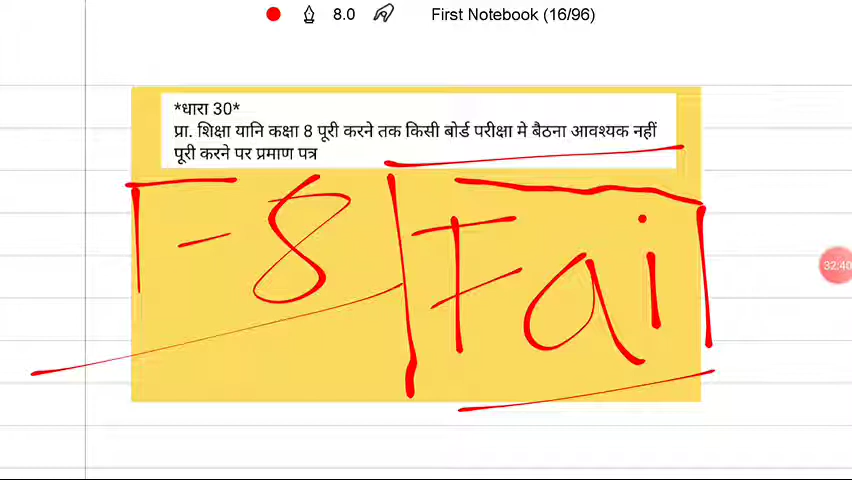 8.0 First Notebook (16/96)
*धारा 30*
प्रा. शिक्षा यानि कक्षा 8 पूरी करने तक किसी बोर्ड परीक्षा मे बैठना आवश्यक नहीं
पूरी करने पर प्रमाण पत्र
1-8 Fail
32:40